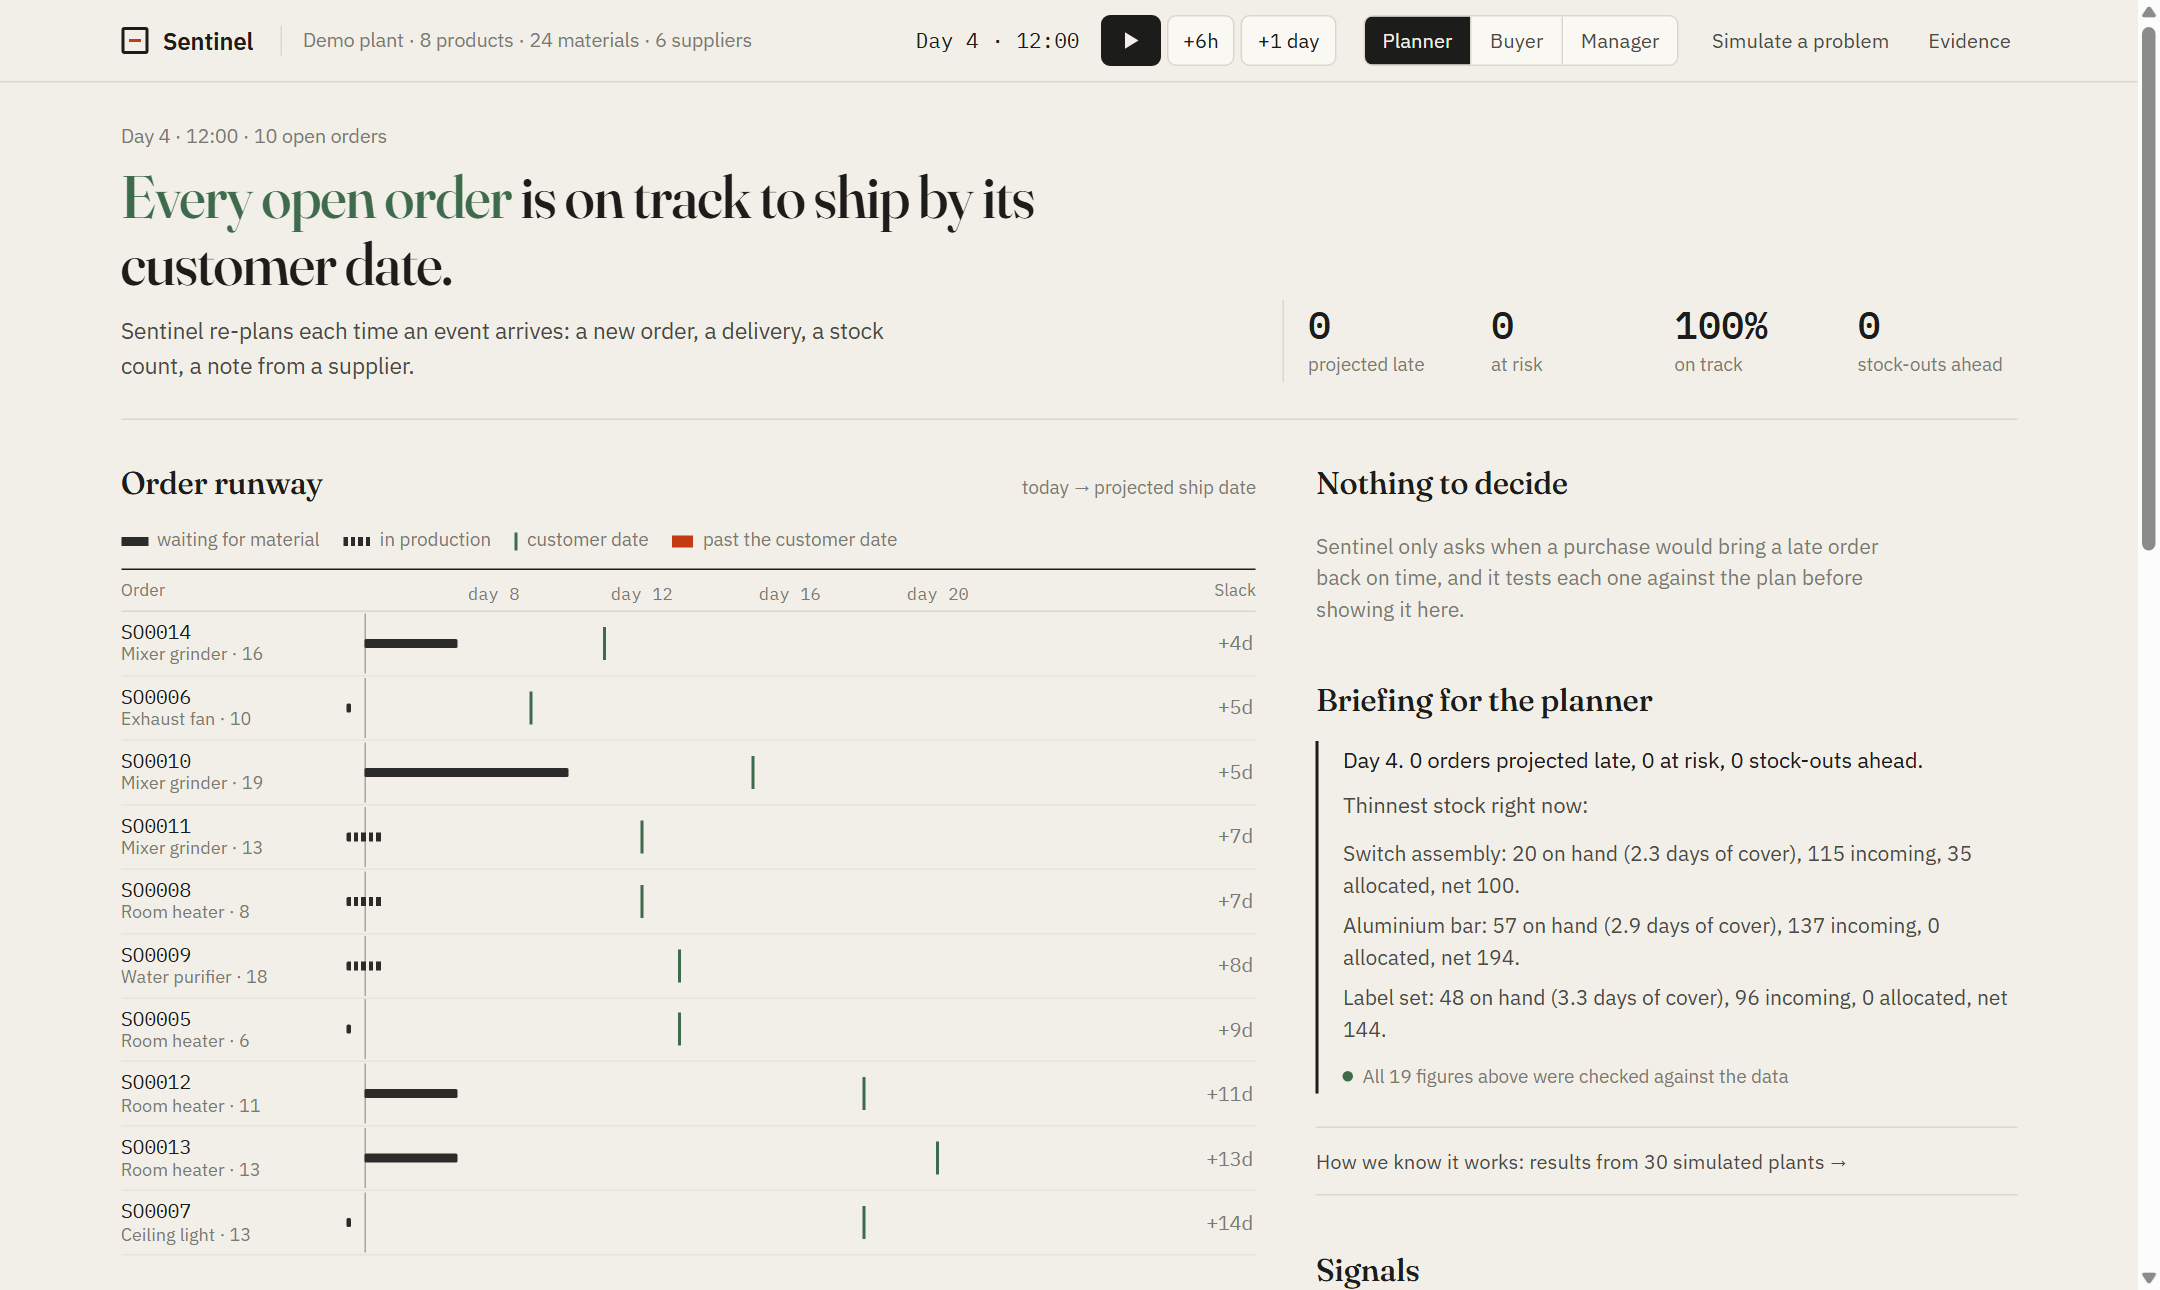 Sentinel
Demo plant · 8 products · 24 materials · 6 suppliers
Day 4 · 12:00
+6h
+1 day
Planner
Buyer
Manager
Simulate a problem
Evidence
Day 4 · 12:00 · 10 open orders
Every open order is on track to ship by its
customer date.
Sentinel re-plans each time an event arrives: a new order, a delivery, a stock
count, a note from a supplier.
0
projected late
0
at risk
100%
on track
0
stock-outs ahead
Order runway
today → projected ship date
waiting for material
in production
customer date
past the customer date
Order
day 8
day 12
day 16
day 20
Slack
SO0014
Mixer grinder · 16
+4d
SO0006
Exhaust fan · 10
+5d
SO0010
Mixer grinder · 19
+5d
SO0011
Mixer grinder · 13
+7d
SO0008
Room heater · 8
+7d
SO0009
Water purifier · 18
+8d
SO0005
Room heater · 6
+9d
SO0012
Room heater · 11
+11d
SO0013
Room heater · 13
+13d
SO0007
Ceiling light · 13
+14d
Nothing to decide
Sentinel only asks when a purchase would bring a late order
back on time, and it tests each one against the plan before
showing it here.
Briefing for the planner
Day 4. 0 orders projected late, 0 at risk, 0 stock-outs ahead.
Thinnest stock right now:
Switch assembly: 20 on hand (2.3 days of cover), 115 incoming, 35
allocated, net 100.
Aluminium bar: 57 on hand (2.9 days of cover), 137 incoming, 0
allocated, net 194.
Label set: 48 on hand (3.3 days of cover), 96 incoming, 0 allocated, net
144.
All 19 figures above were checked against the data
How we know it works: results from 30 simulated plants →
Signals